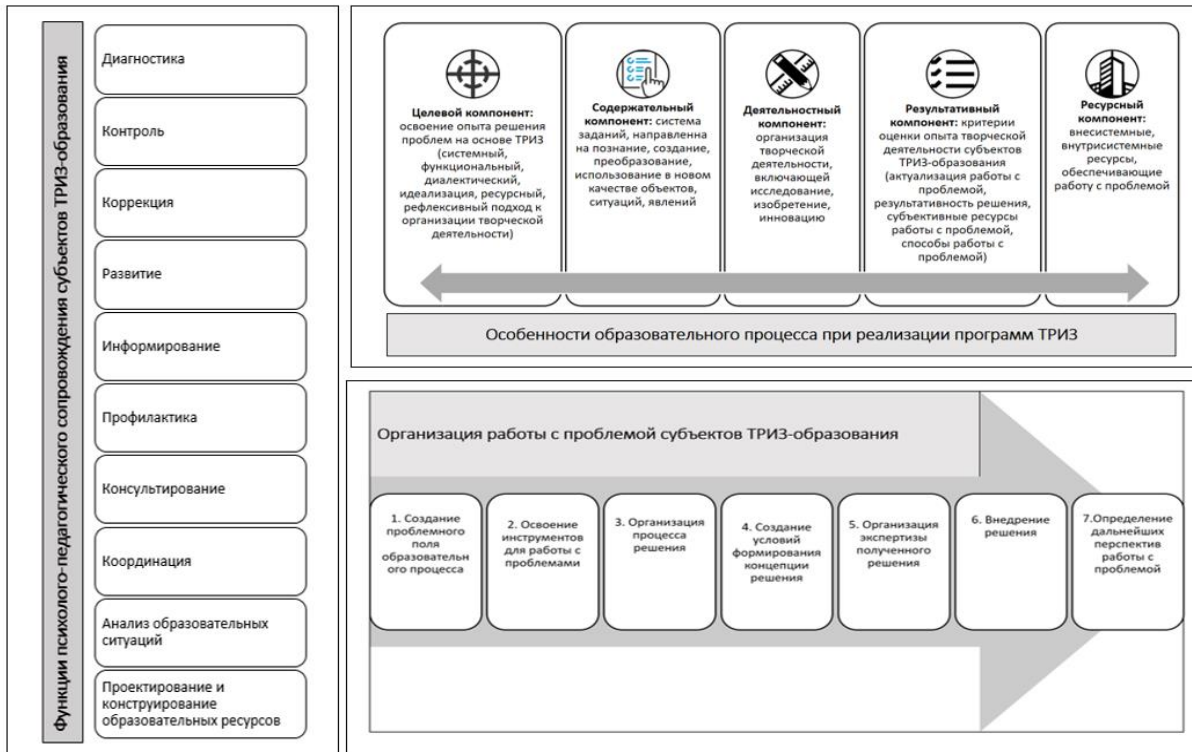 Функции психолого-педагогического сопровождения субъектов ТРИЗ-образования
Диагностика
Контроль
Коррекция
Развитие
Информирование
Профилактика
Консультирование
Координация
Анализ образовательных
ситуаций
Проектирование и
конструирование
образовательных ресурсов
Целевой компонент:
освоение опыта решения
проблем на основе ТРИЗ
(системный,
функциональный,
диалектический,
идеализация, ресурсный,
рефлексивный подход к
организации творческой
деятельности)
Содержательный
компонент: система
заданий, направленна
на познание, создание,
преобразование,
использование в новом
качестве объектов,
ситуаций, явлений
Деятельностный
компонент:
организация
творческой
деятельности,
включающей
исследование,
изобретение,
инновацию
Результативный
компонент: критерии
оценки опыта творческой
деятельности субъектов
ТРИЗ-образования
(актуализация работы с
проблемой,
результативность решения,
субъективные ресурсы
работы с проблемой,
способы работы с
проблемой)
Ресурсный
компонент:
внесистемные,
внутрисистемные
ресурсы,
обеспечивающие
работу с проблемой
Особенности образовательного процесса при реализации программ ТРИЗ
Организация работы с проблемой субъектов ТРИЗ-образования
1. Создание
проблемного
поля
образовательн
ого процесса
2. Освоение
инструментов
для работы с
проблемами
3. Организация
процесса
решения
4. Создание
условий
формирования
концепции
решения
5. Организация
экспертизы
полученного
решения
6. Внедрение
решения
7.Определение
дальнейших
перспектив
работы с
проблемой